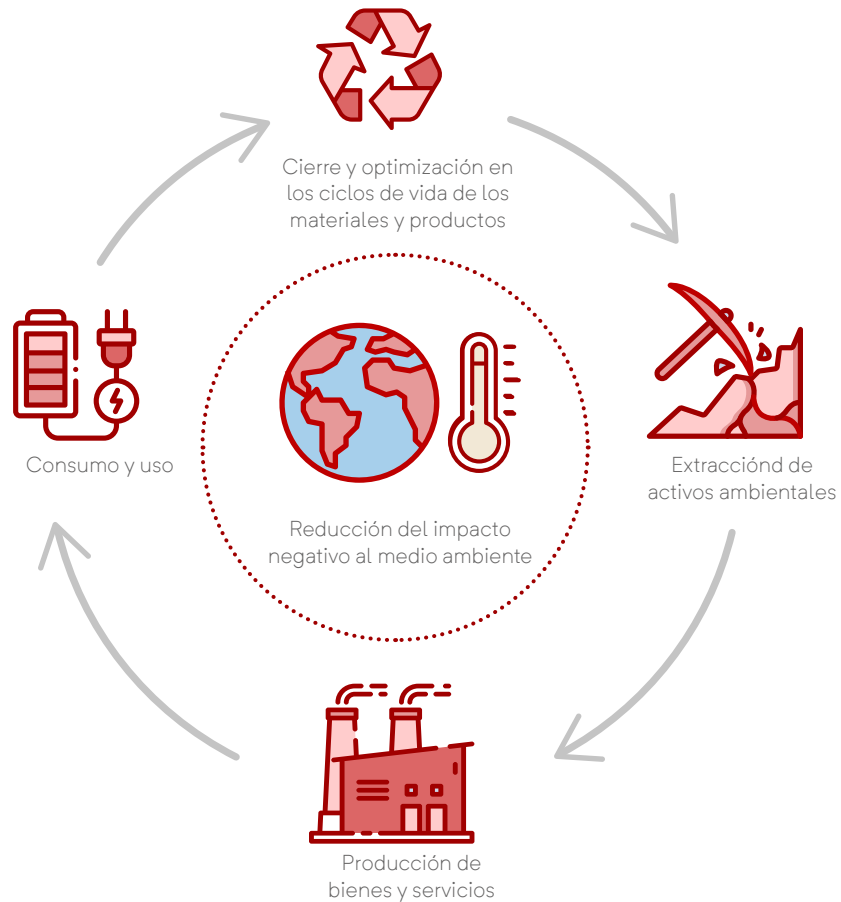 Cierre y optimización en
los ciclos de vida de los
materiales y productos
Consumo y uso
Extracciónd de
activos ambientales
Reducción del impacto
negativo al medio ambiente
Producción de
bienes y servicios